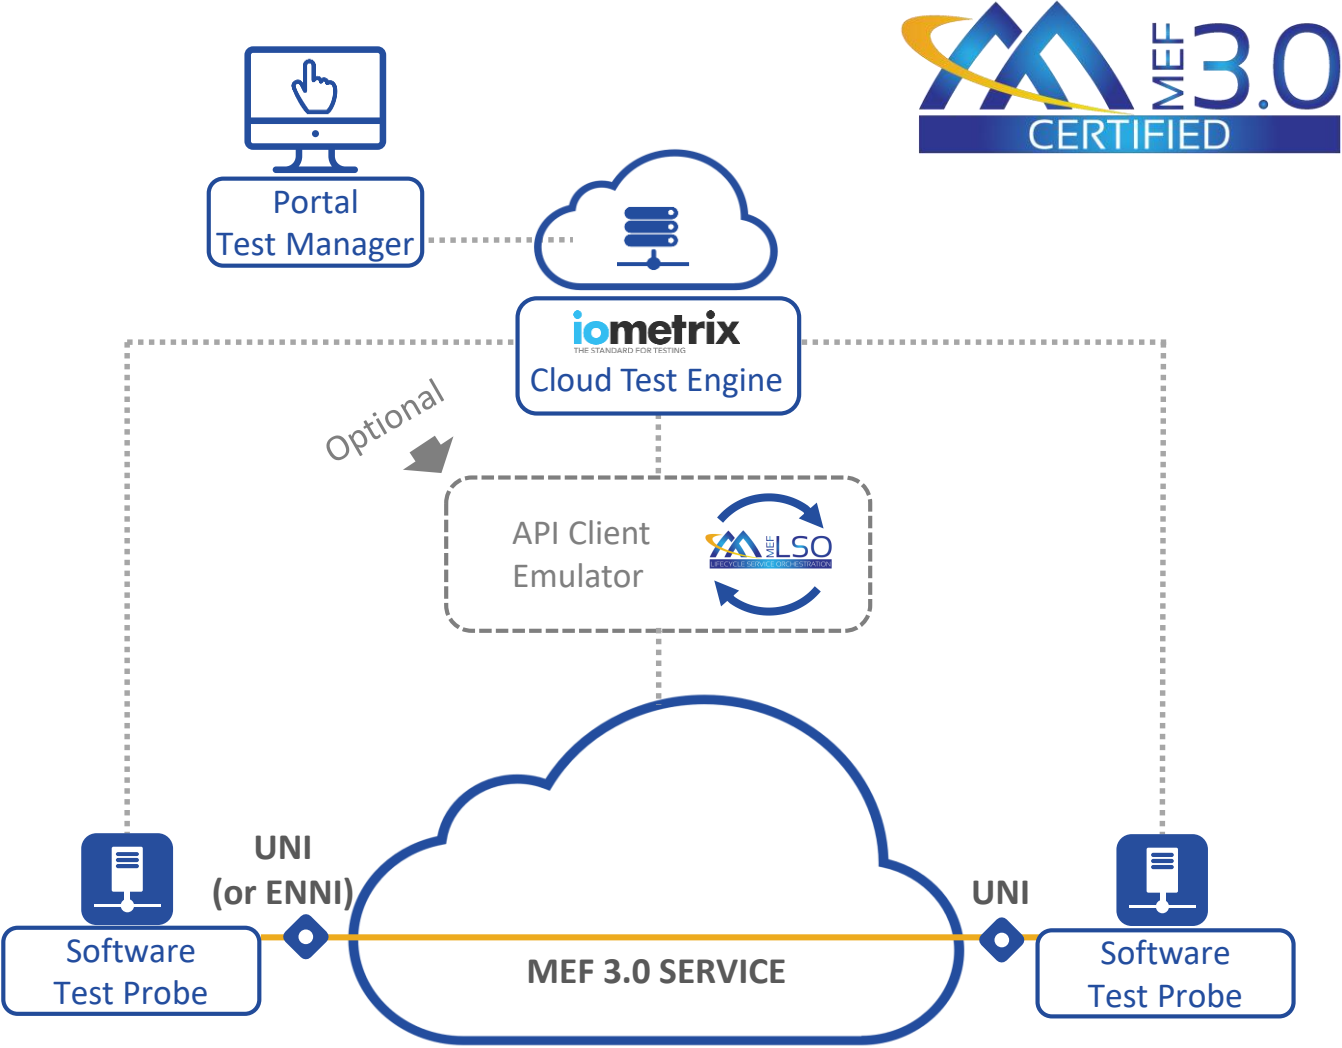 MEF 3.0
CERTIFIED
Portal
Test Manager
iometrix
THE STANDARD FOR TESTING
Cloud Test Engine
Optional
API Client
Emulator
MEF LSO
LIFECYCLE SERVICE ORCHESTRATION
UNI
(or ENNI)
UNI
MEF 3.0 SERVICE
Software
Test Probe
Software
Test Probe